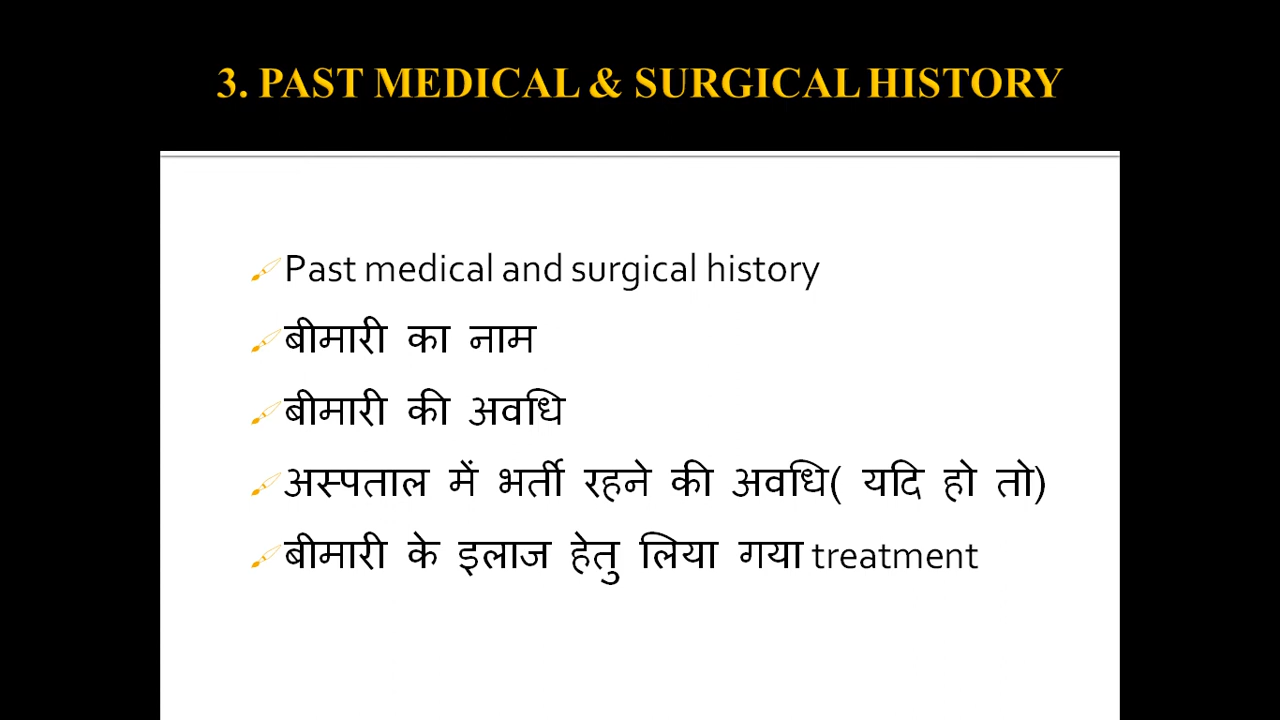 3. PAST MEDICAL & SURGICAL HISTORY
Past medical and surgical history
बीमारी का नाम
बीमारी की अवधि
अस्पताल में भर्ती रहने की अवधि( यदि हो तो)
बीमारी के इलाज हेतु लिया गया treatment